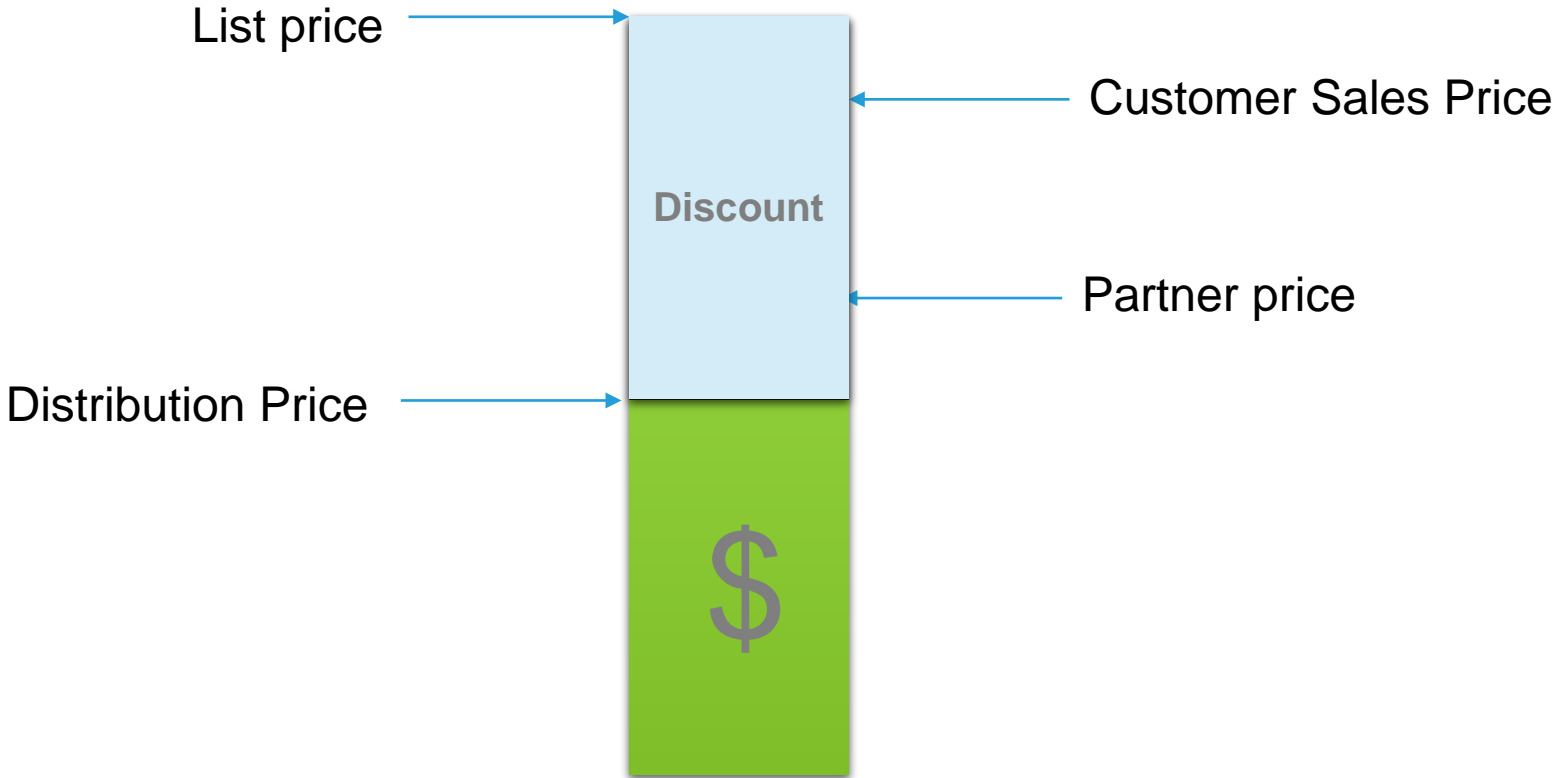 List price
Customer Sales Price
Discount
Partner price
Distribution Price
$